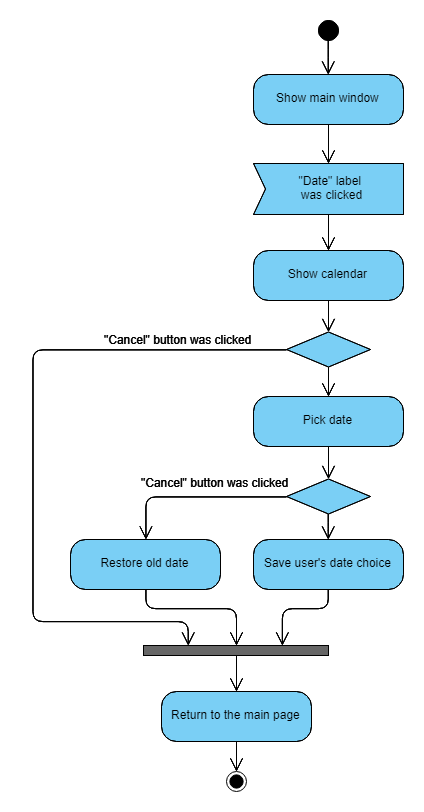 Show main window
"Date" label
was clicked
Show calendar
"Cancel" button was clicked
Pick date
"Cancel" button was clicked
Restore old date
Save user's date choice
Return to the main page